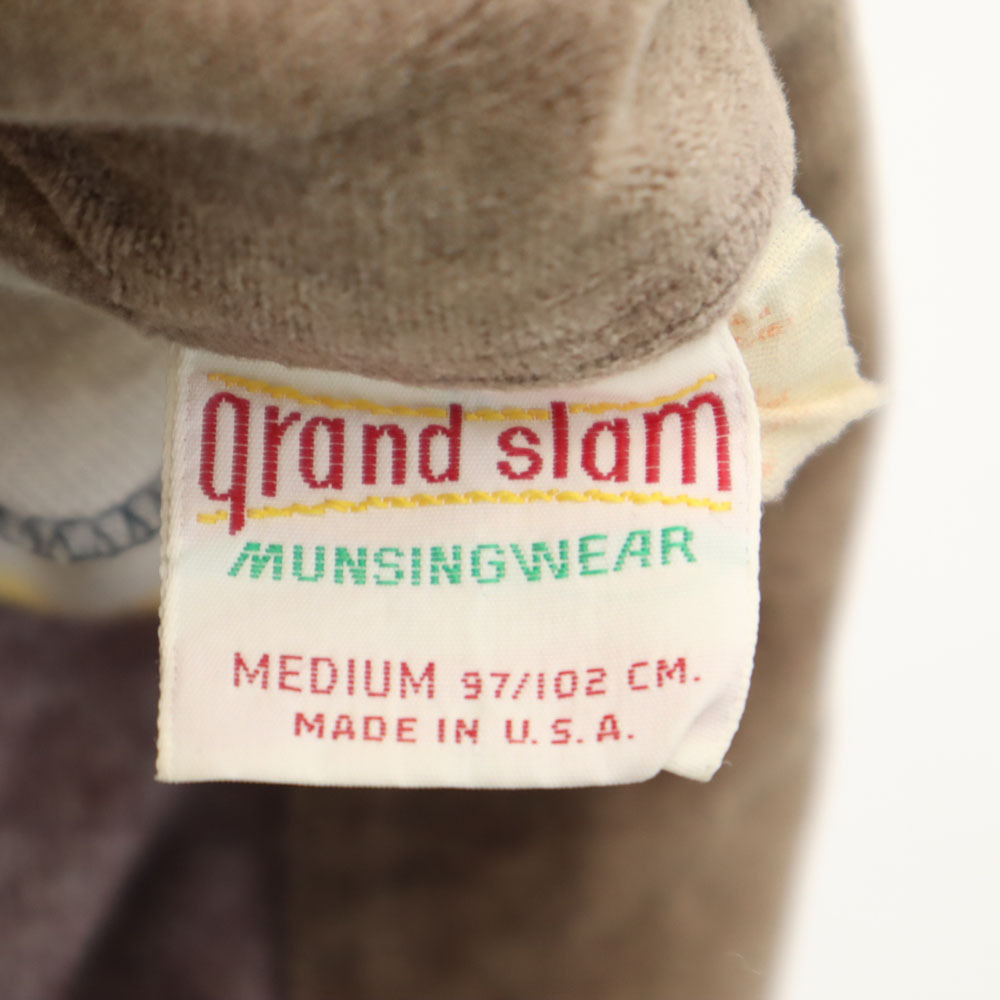 grand slam
MUNSINGWEAR
MEDIUM 97/102 CM.
MADE IN U.S.A.